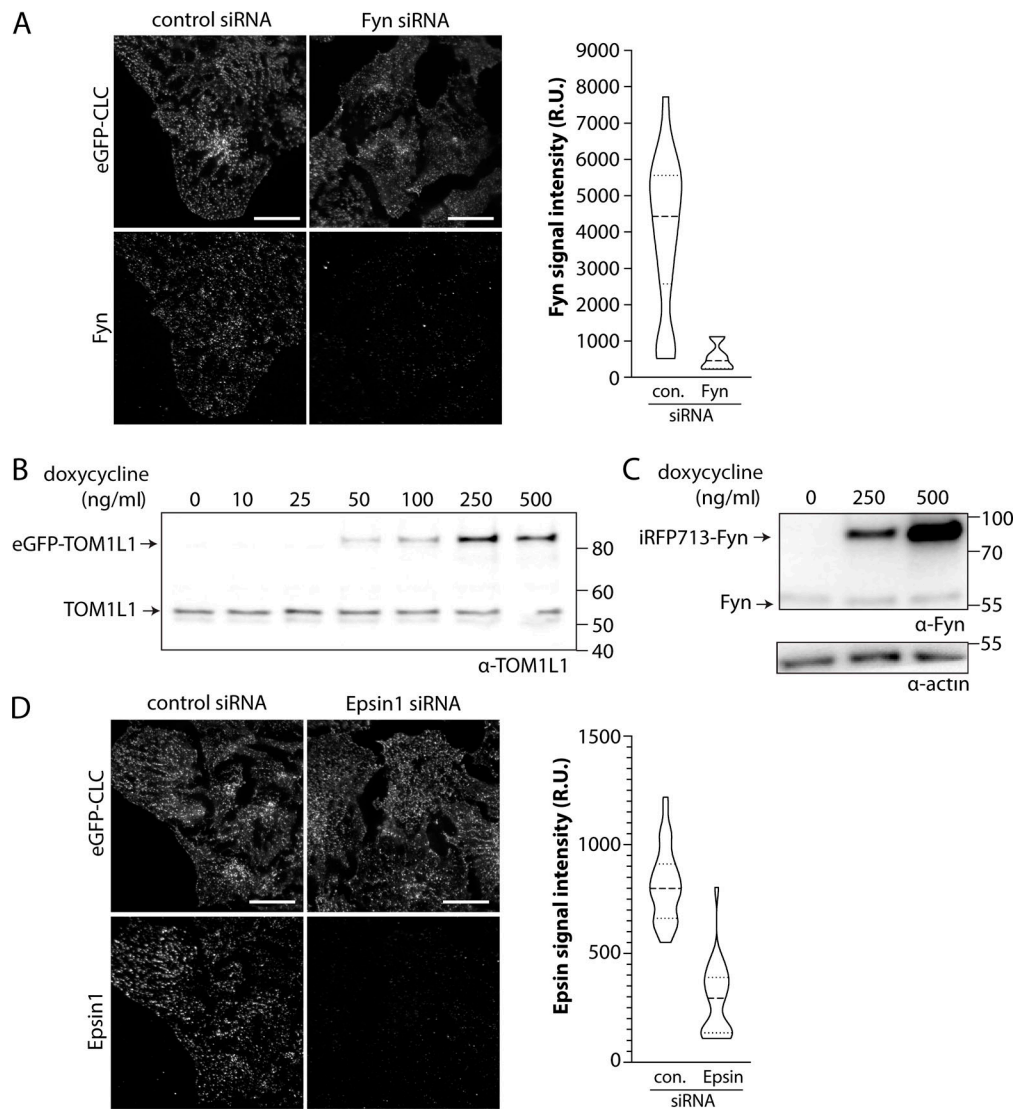 A
control siRNA
Fyn siRNA
eGFP-CLC
Fyn
Fyn signal intensity (R.U.)
9000
8000
7000
6000
5000
4000
3000
2000
1000
0
con. Fyn
siRNA
B
doxycycline
(ng/ml)
0 10 25 50 100 250 500
eGFP-TOM1L1
TOM1L1
80
60
50
40
α-TOM1L1
C
doxycycline
(ng/ml)
0 250 500
iRFP713-Fyn
Fyn
100
70
55
α-Fyn
55
α-actin
D
control siRNA
Epsin1 siRNA
eGFP-CLC
Epsin1
Epsin signal intensity (R.U.)
1500
1000
500
0
con. Epsin
siRNA